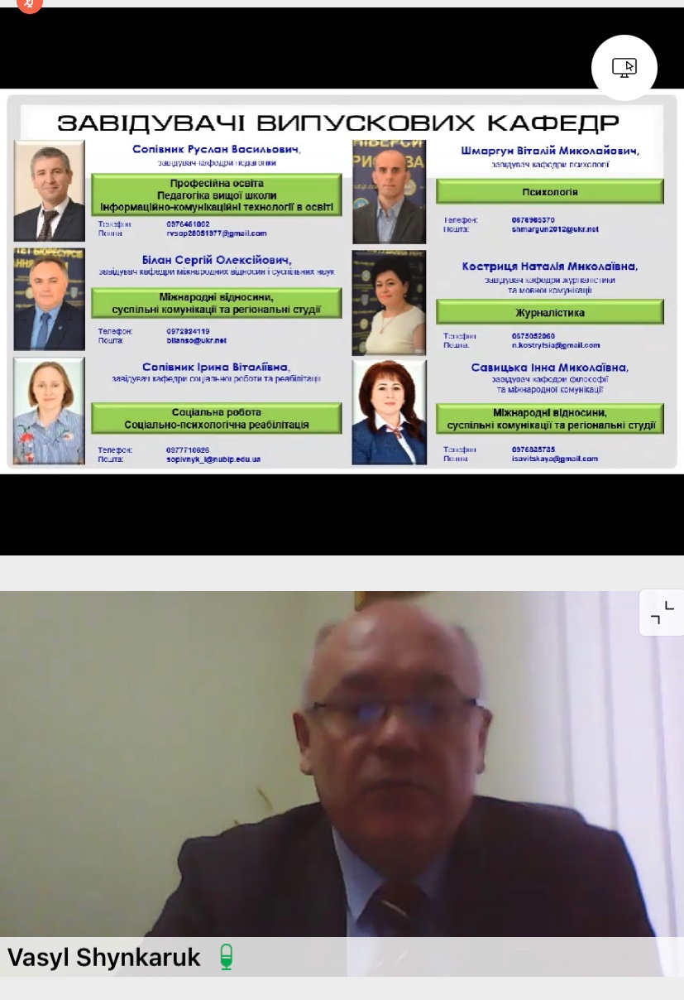 ЗАВІДУВАЧІ ВИПУСКОВИХ КАФЕДР
Сопівник Руслан Васильович,
завідувач кафедри педагогіки
Професійна освіта
Педагогіка вищої школи
Інформаційно-комунікаційні технології в освіті
Телефон: 0976461002
Пошта: rvsop28051977@gmail.com
Білан Сергій Олексійович,
завідувач кафедри міжнародних відносин і суспільних наук
Міжнародні відносини,
суспільні комунікації та регіональні студії
Телефон: 0972824119
Пошта: bilanso@ukr.net
Сопівник Ірина Віталіївна,
завідувач кафедри соціальної роботи та реабілітації
Соціальна робота
Соціально-психологічна реабілітація
Телефон: 0977710626
Пошта: sopivnyk_i@nubip.edu.ua
Шмаргун Віталій Миколайович,
завідувач кафедри психології
Психологія
Телефон: 0676965370
Пошта: shmargun2012@ukr.net
Костриця Наталія Миколаївна,
завідувач кафедри журналістики
та мовної комунікації
Журналістика
Телефон: 0675052060
Пошта: n.kostrytsia@gmail.com
Савицька Інна Миколаївна,
завідувач кафедри філософії
та міжнародної комунікації
Міжнародні відносини,
суспільні комунікації та регіональні студії
Телефон: 0976335735
Пошта: isavitskaya@gmail.com
Vasyl Shynkaruk